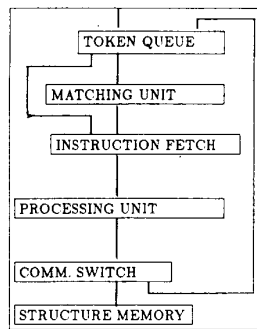 TOKEN QUEUE
MATCHING UNIT
INSTRUCTION FETCH
PROCESSING UNIT
COMM. SWITCH
STRUCTURE MEMORY